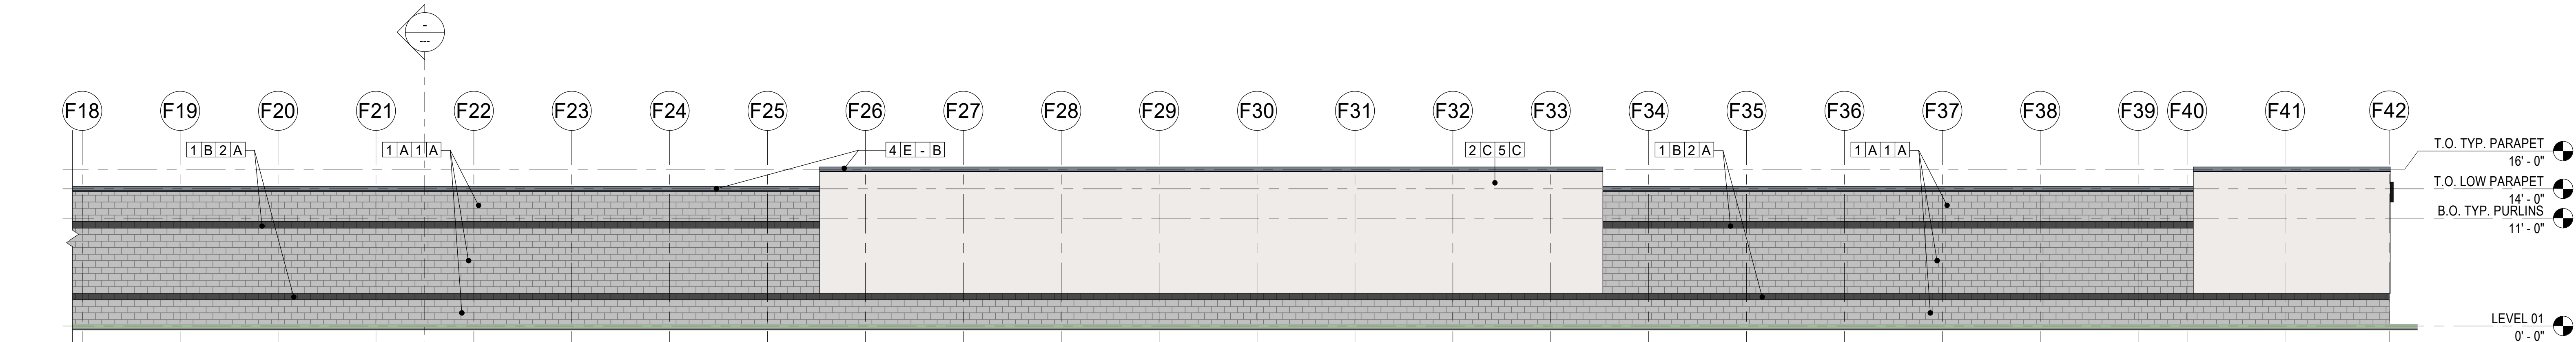 -
---
F18 F19 F20 F21 F22 F23 F24 F25 F26 F27 F28 F29 F30 F31 F32 F33 F34 F35 F36 F37 F38 F39 F40 F41 F42
1 B 2 A 1 A 1 A 4 E - B 2 C 5 C 1 B 2 A 1 A 1 A
T.O. TYP. PARAPET
16' - 0"
T.O. LOW PARAPET
14' - 0"
B.O. TYP. PURLINS
11' - 0"
LEVEL 01
0' - 0"